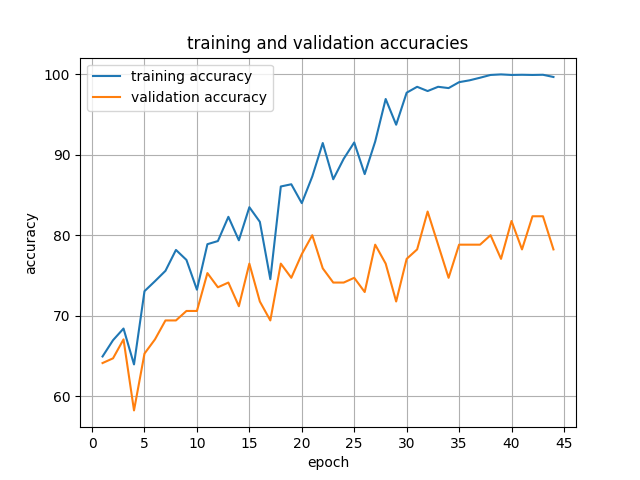 training and validation accuracies
training accuracy
validation accuracy
accuracy
100
90
80
70
60
0 5 10 15 20 25 30 35 40 45
epoch